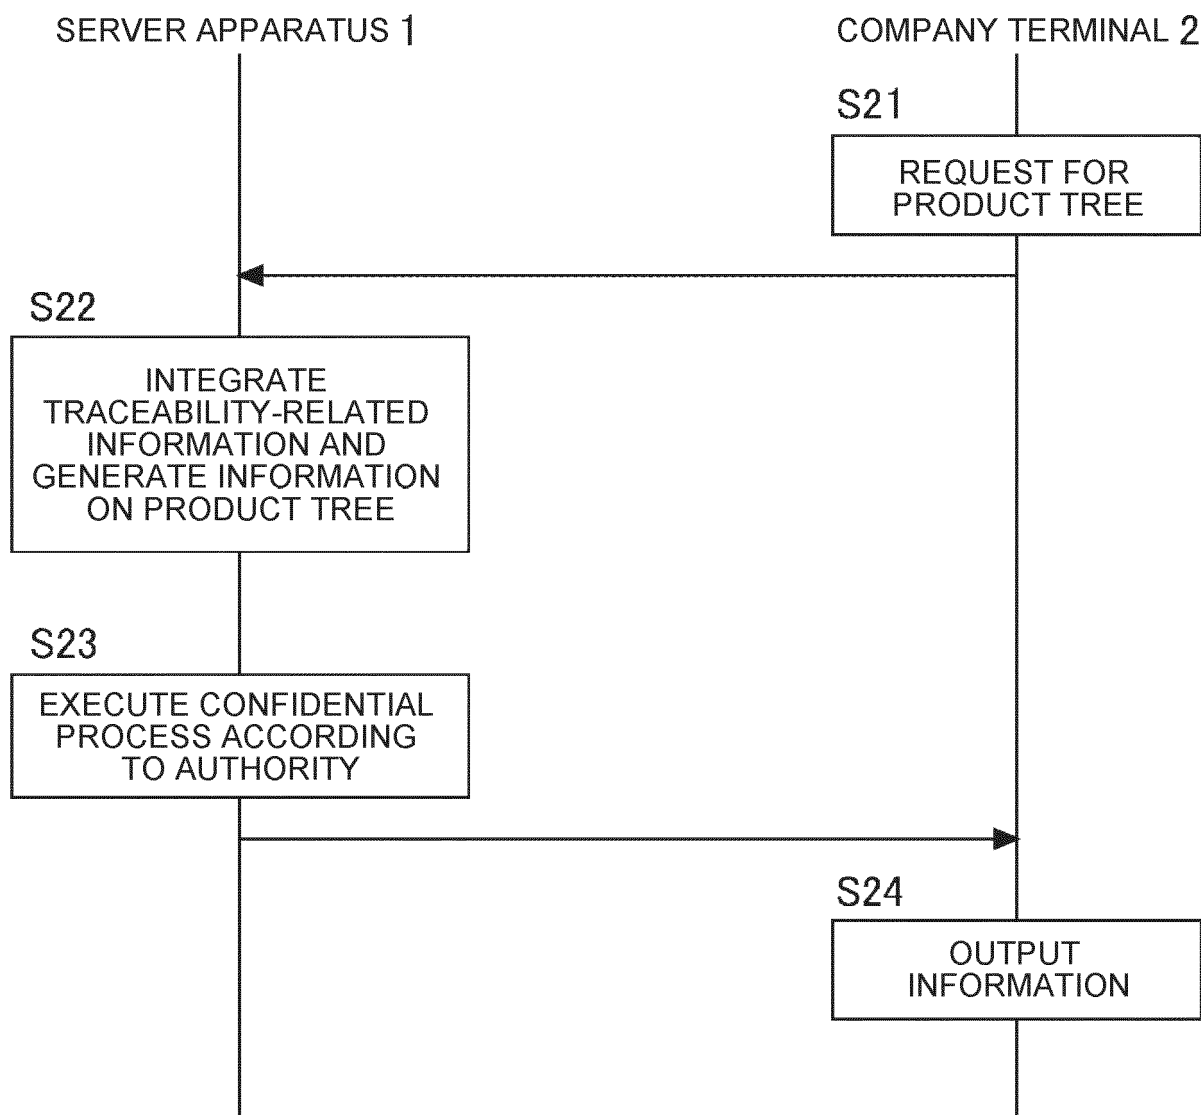 SERVER APPARATUS 1
COMPANY TERMINAL 2
S21
REQUEST FOR
PRODUCT TREE
S22
INTEGRATE
TRACEABILITY-RELATED
INFORMATION AND
GENERATE INFORMATION
ON PRODUCT TREE
S23
EXECUTE CONFIDENTIAL
PROCESS ACCORDING
TO AUTHORITY
S24
OUTPUT
INFORMATION